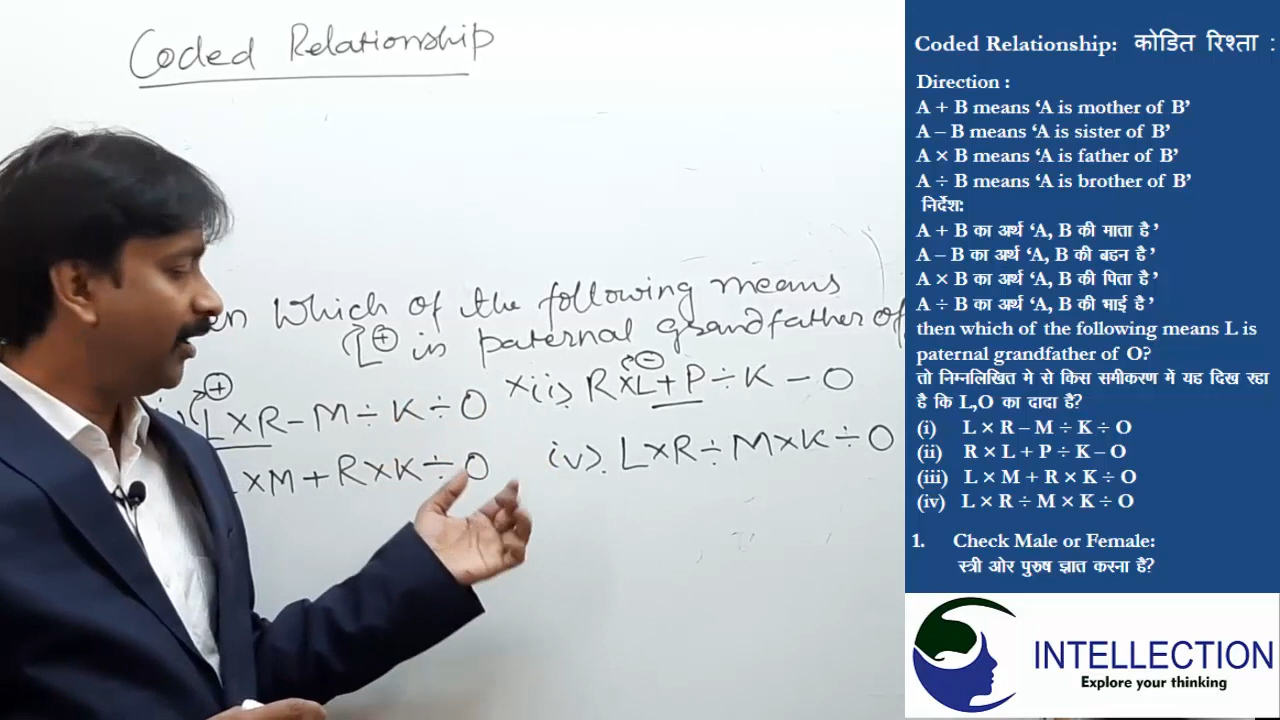 Coded Relationship
Which of the following means
L⊕ is paternal grandfather of
⊕
L×R–M÷K÷O
⊖
×ii). R×L+P÷K–O
×M+R×K÷O
iv). L×R÷M×K÷O
Coded Relationship: कोडित रिश्ता :
Direction :
A + B means ‘A is mother of B’
A – B means ‘A is sister of B’
A × B means ‘A is father of B’
A ÷ B means ‘A is brother of B’
निर्देश:
A + B का अर्थ ‘A, B की माता है’
A – B का अर्थ ‘A, B की बहन है’
A × B का अर्थ ‘A, B की पिता है’
A ÷ B का अर्थ ‘A, B की भाई है’
then which of the following means L is
paternal grandfather of O?
तो निम्नलिखित मे से किस समीकरण में यह दिख रहा
है कि L,O का दादा है?
(i) L × R – M ÷ K ÷ O
(ii) R × L + P ÷ K – O
(iii) L × M + R × K ÷ O
(iv) L × R ÷ M × K ÷ O
1. Check Male or Female:
स्त्री ओर पुरुष ज्ञात करना है?
INTELLECTION
Explore your thinking